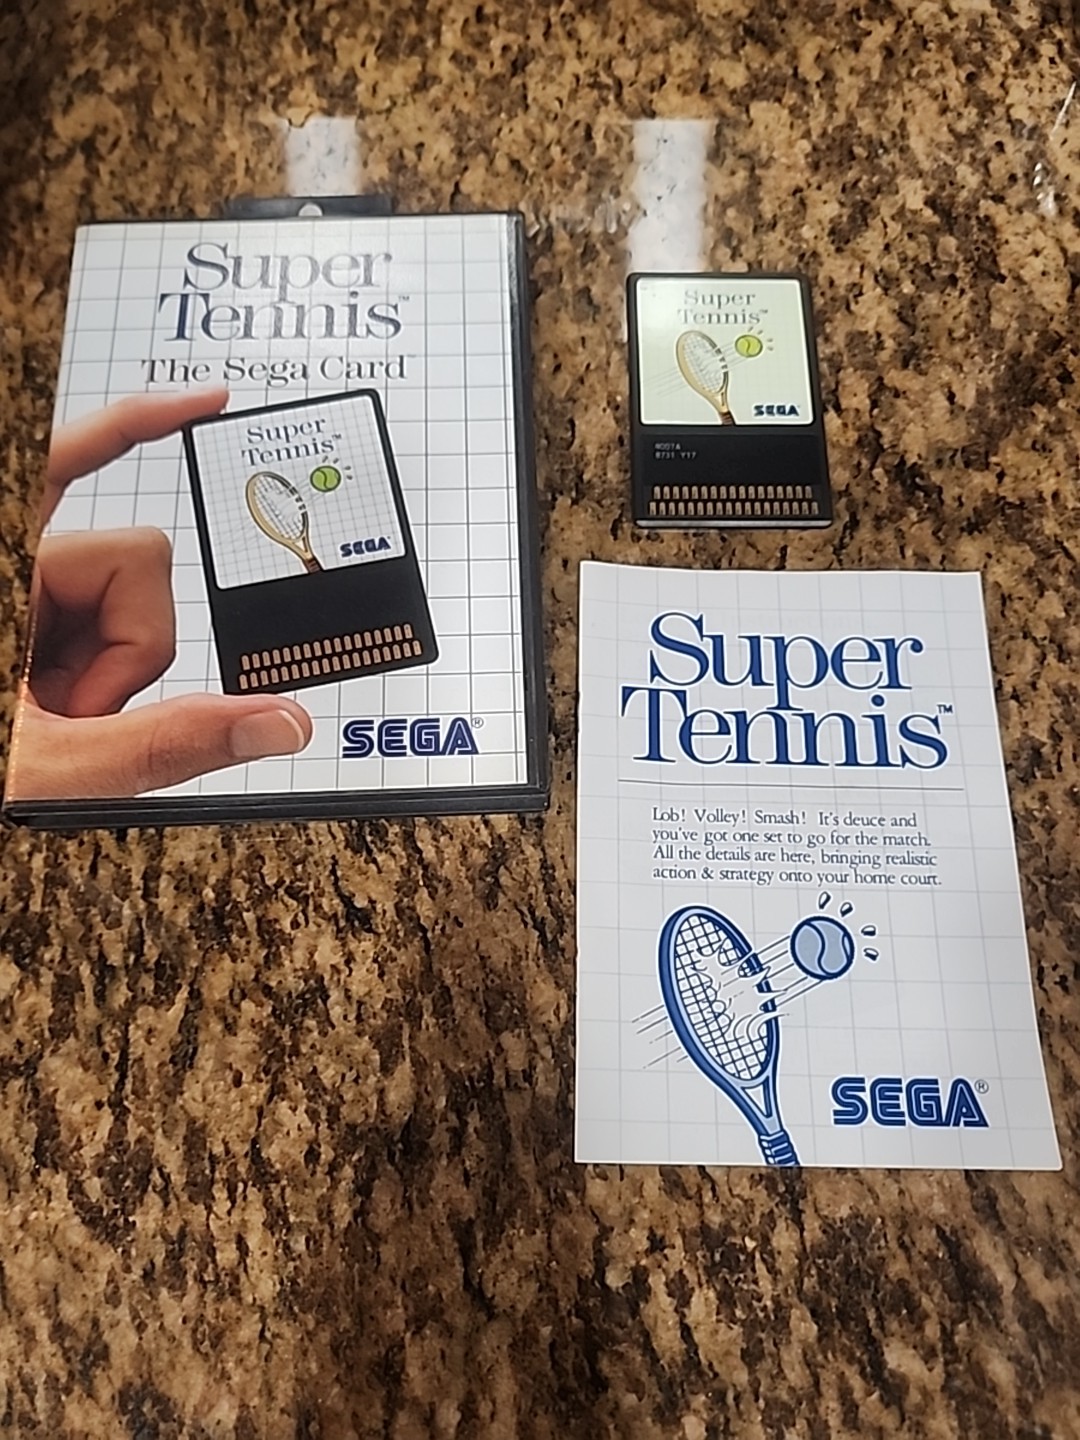 Super
Tennis™
The Sega Card™
Super
Tennis™
SEGA®
SEGA®
Super
Tennis™
SEGA®
8731 Y17
Super
Tennis™
Lob! Volley! Smash! It's deuce and
you've got one set to go for the match.
All the details are here, bringing realistic
action & strategy onto your home court.
SEGA®